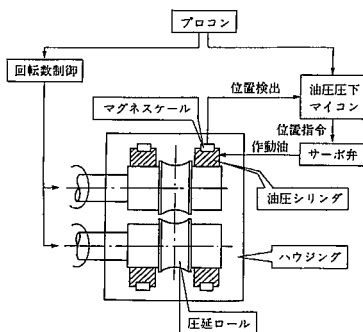 プロコン
回転数制御
位置検出
油圧圧下
マイコン
マグネスケール
位置指令
作動油
サーボ弁
油圧シリンダ
ハウジング
圧延ロール